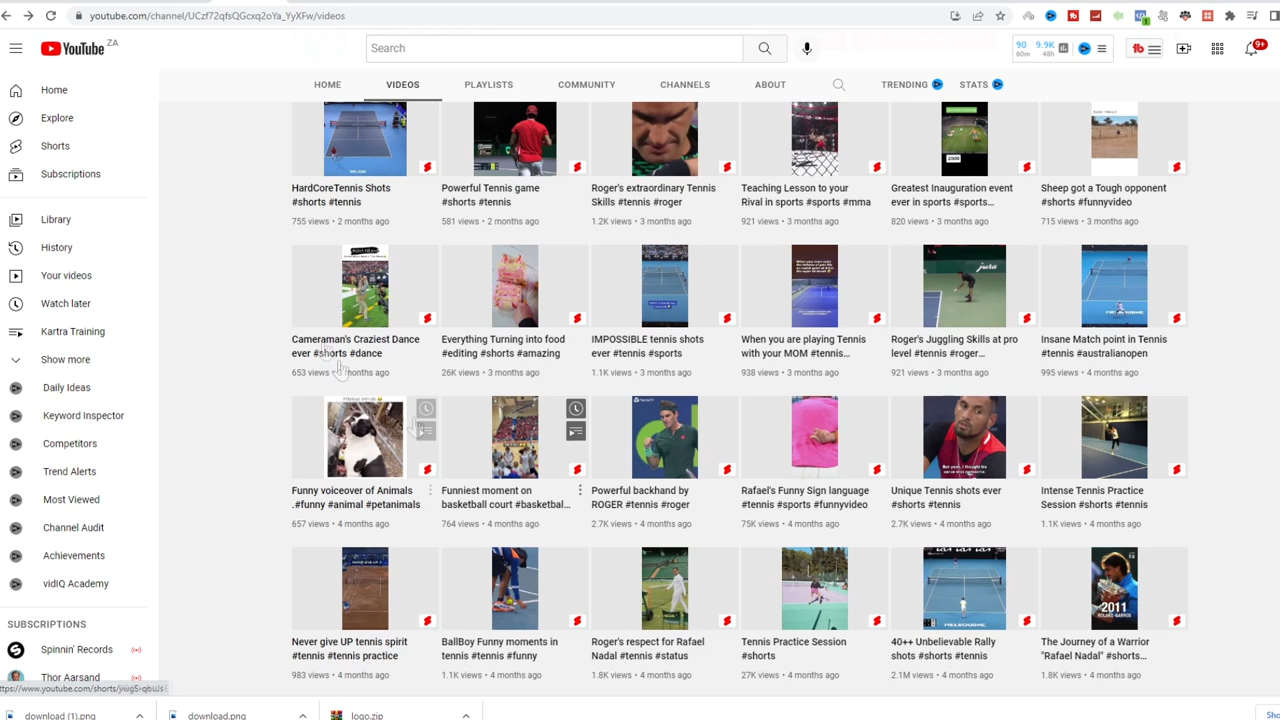 youtube.com/channel/UCzf72qfsQGcxq2oYa_YyXFw/videos
YouTube ZA
Search
90
60m
9.9K
48h
tb
9+
HOME
VIDEOS
PLAYLISTS
COMMUNITY
CHANNELS
ABOUT
TRENDING
STATS
Home
Explore
Shorts
Subscriptions
Library
History
Your videos
Watch later
Kartra Training
Show more
Daily Ideas
Keyword Inspector
Competitors
Trend Alerts
Most Viewed
Channel Audit
Achievements
vidIQ Academy
SUBSCRIPTIONS
Spinnin' Records
Thor Aarsand
HardCoreTennis Shots
#shorts #tennis
755 views • 2 months ago
Powerful Tennis game
#shorts #tennis
581 views • 2 months ago
Roger's extraordinary Tennis
Skills #tennis #roger
1.2K views • 3 months ago
Teaching Lesson to your
Rival in sports #sports #mma
921 views • 3 months ago
2009
Greatest Inauguration event
ever in sports #sports...
820 views • 3 months ago
Sheep got a Tough opponent
#shorts #funnyvideo
715 views • 3 months ago
Cameraman's Craziest Dance
ever #shorts #dance
653 views • 3 months ago
Everything Turning into food
#editing #shorts #amazing
26K views • 3 months ago
IMPOSSIBLE tennis shots
ever #tennis #sports
1.1K views • 3 months ago
When you are playing Tennis
with your MOM #tennis...
938 views • 3 months ago
jura
Roger's Juggling Skills at pro
level #tennis #roger...
921 views • 3 months ago
Insane Match point in Tennis
#tennis #australianopen
995 views • 4 months ago
Funny voiceover of Animals
.#funny #animal #petanimals
657 views • 4 months ago
Funniest moment on
basketball court #basketbal...
764 views • 4 months ago
Powerful backhand by
ROGER #tennis #roger
2.7K views • 4 months ago
Rafael's Funny Sign language
#tennis #sports #funnyvideo
75K views • 4 months ago
Unique Tennis shots ever
#shorts #tennis
2.7K views • 4 months ago
Intense Tennis Practice
Session #shorts #tennis
1.1K views • 4 months ago
Never give UP tennis spirit
#tennis #tennis practice
983 views • 4 months ago
BallBoy Funny moments in
tennis #tennis #funny
1.1K views • 4 months ago
Roger's respect for Rafael
Nadal #tennis #status
1.8K views • 4 months ago
Tennis Practice Session
#shorts
27K views • 4 months ago
MELBOURNE
40++ Unbelievable Rally
shots #shorts #tennis
2.1M views • 4 months ago
2011
ROLAND-GARROS
The Journey of a Warrior
"Rafael Nadal" #shorts...
1.8K views • 4 months ago
download (1).png
download.png
logo.zip